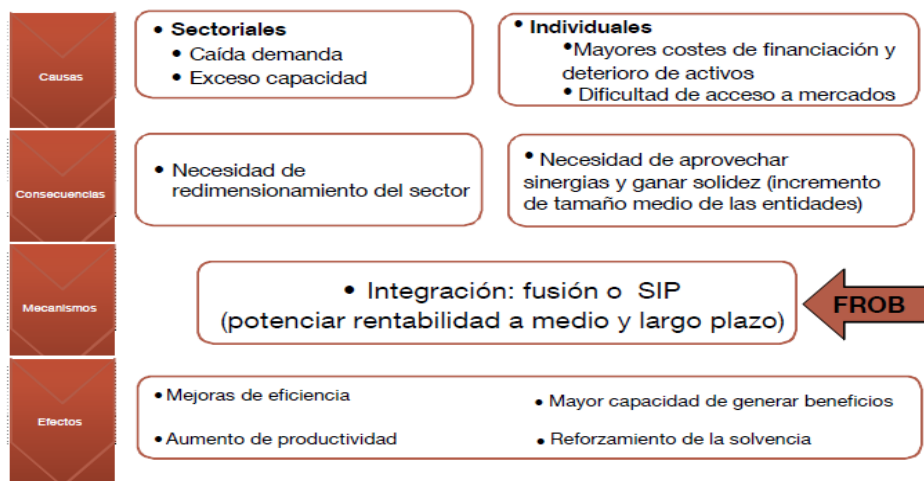 Causas
• Sectoriales
• Caída demanda
• Exceso capacidad
• Individuales
•Mayores costes de financiación y
deterioro de activos
• Dificultad de acceso a mercados
Consecuencias
• Necesidad de
redimensionamiento del sector
• Necesidad de aprovechar
sinergias y ganar solidez (incremento
de tamaño medio de las entidades)
Mecanismos
• Integración: fusión o SIP
(potenciar rentabilidad a medio y largo plazo)
FROB
Efectos
• Mejoras de eficiencia
• Mayor capacidad de generar beneficios
• Aumento de productividad
• Reforzamiento de la solvencia